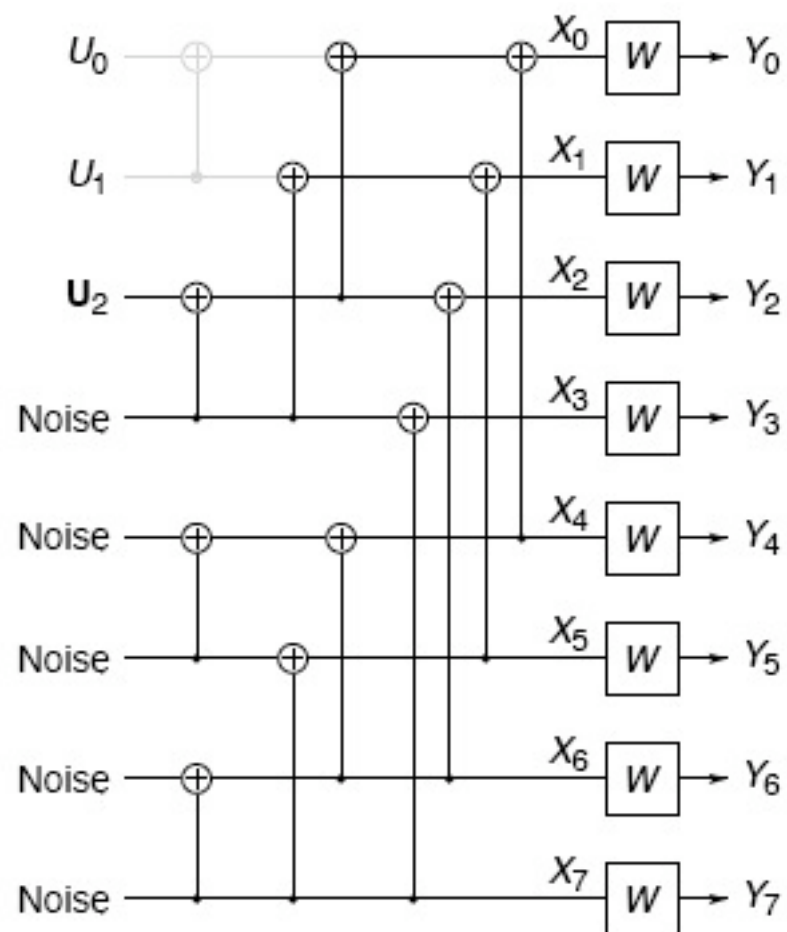 U₀ X₀ W Y₀
U₁ X₁ W Y₁
U₂ X₂ W Y₂
Noise X₃ W Y₃
Noise X₄ W Y₄
Noise X₅ W Y₅
Noise X₆ W Y₆
Noise X₇ W Y₇